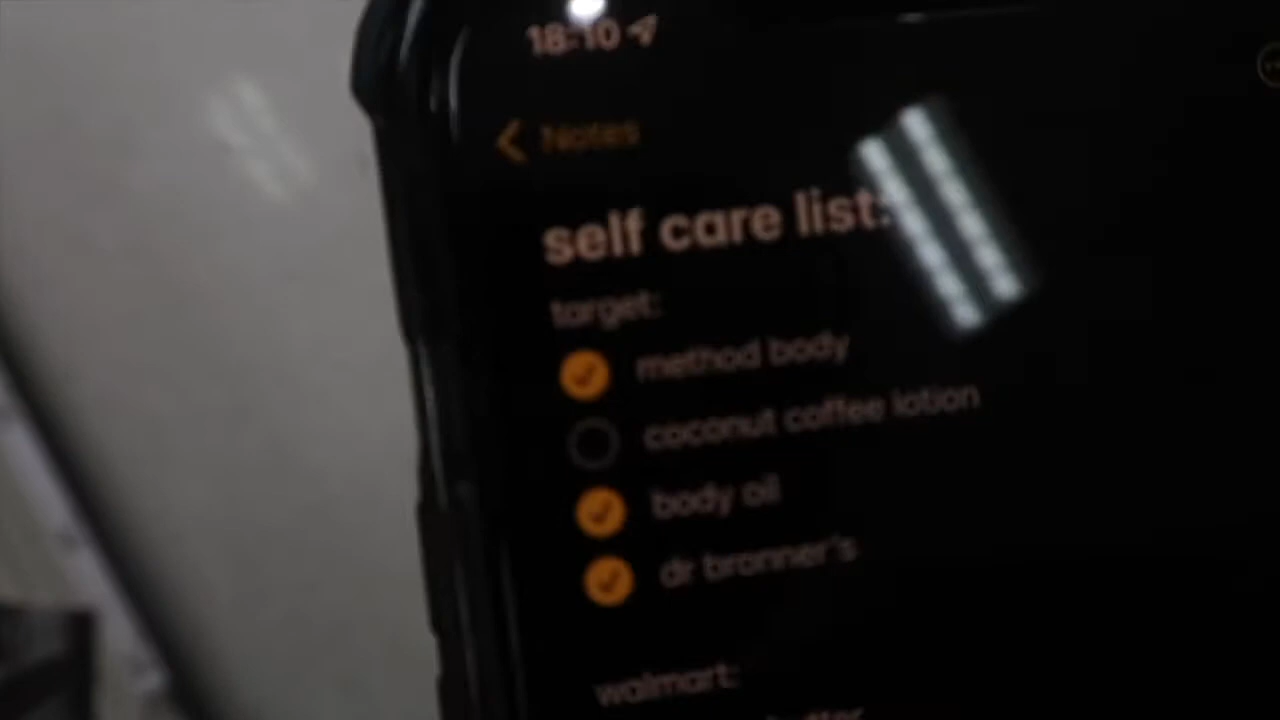 18:10
Notes
self care list:
target:
method body
coconut coffee lotion
body oil
dr bronner's
walmart: